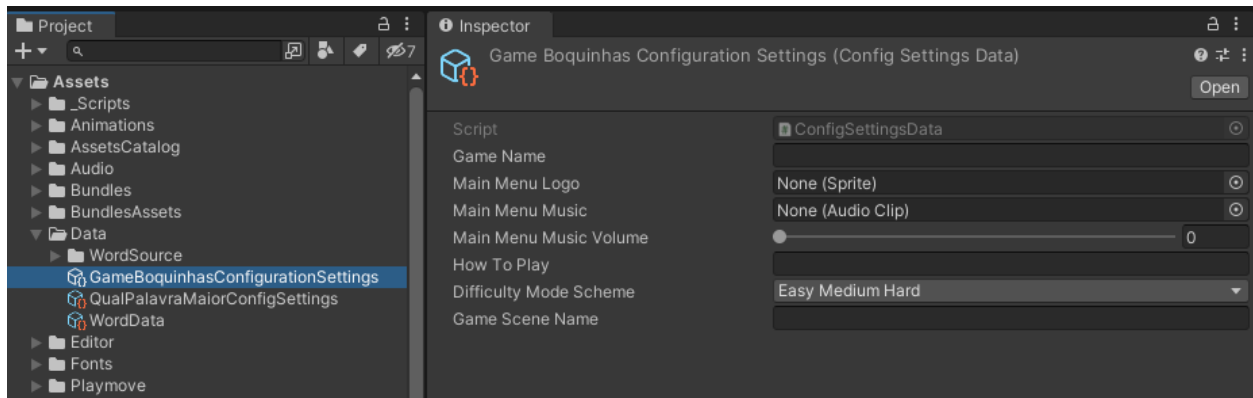 Project
7
Assets
_Scripts
Animations
AssetsCatalog
Audio
Bundles
BundlesAssets
Data
WordSource
GameBoquinhasConfigurationSettings
QualPalavraMaiorConfigSettings
WordData
Editor
Fonts
Playmove
Inspector
Game Boquinhas Configuration Settings (Config Settings Data)
Open
Script ConfigSettingsData
Game Name
Main Menu Logo None (Sprite)
Main Menu Music None (Audio Clip)
Main Menu Music Volume 0
How To Play
Difficulty Mode Scheme Easy Medium Hard
Game Scene Name